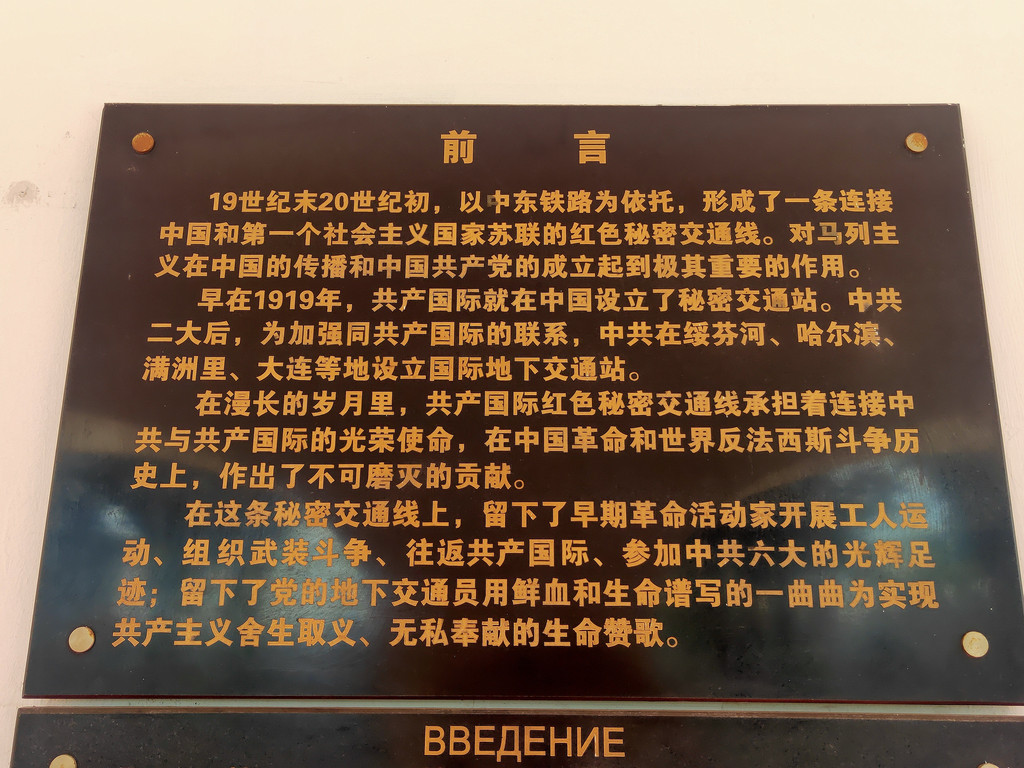 前 言
19世纪末20世纪初，以中东铁路为依托，形成了一条连接
中国和第一个社会主义国家苏联的红色秘密交通线。对马列主
义在中国的传播和中国共产党的成立起到极其重要的作用。
早在1919年，共产国际就在中国设立了秘密交通站。中共
二大后，为加强同共产国际的联系，中共在绥芬河、哈尔滨、
满洲里、大连等地设立国际地下交通站。
在漫长的岁月里，共产国际红色秘密交通线承担着连接中
共与共产国际的光荣使命，在中国革命和世界反法西斯斗争历
史上，作出了不可磨灭的贡献。
在这条秘密交通线上，留下了早期革命活动家开展工人运
动、组织武装斗争、往返共产国际、参加中共六大的光辉足
迹；留下了党的地下交通员用鲜血和生命谱写的一曲曲为实现
共产主义舍生取义、无私奉献的生命赞歌。
ВВЕДЕНИЕ